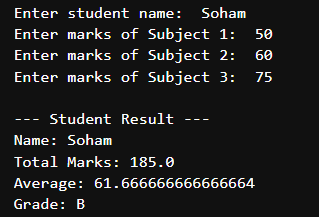 Enter student name:  Soham
Enter marks of Subject 1:  50
Enter marks of Subject 2:  60
Enter marks of Subject 3:  75

--- Student Result ---
Name: Soham
Total Marks: 185.0
Average: 61.666666666666664
Grade: B